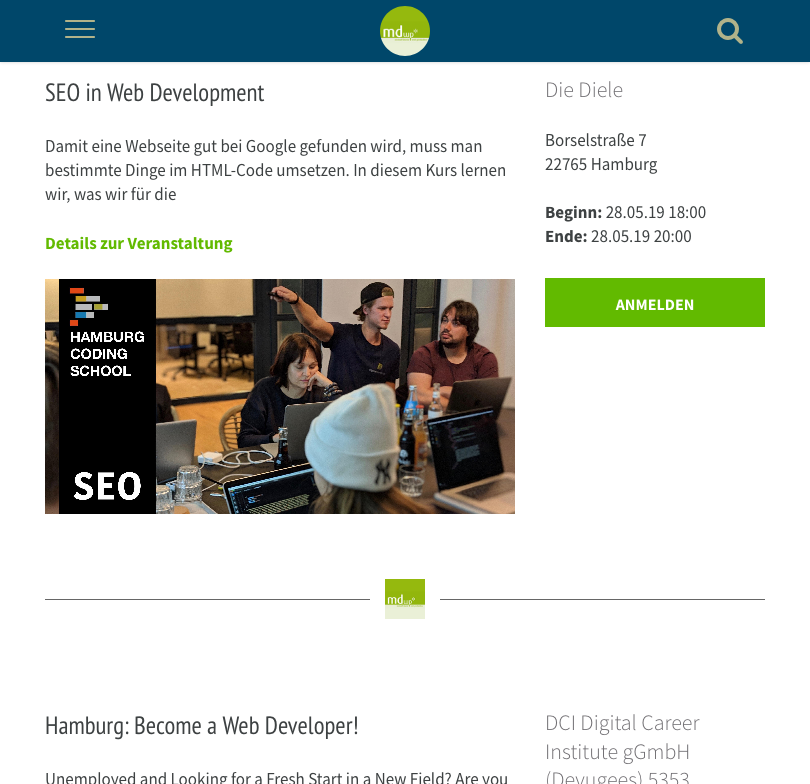 mdwp®
SEO in Web Development
Damit eine Webseite gut bei Google gefunden wird, muss man
bestimmte Dinge im HTML-Code umsetzen. In diesem Kurs lernen
wir, was wir für die
Details zur Veranstaltung
HAMBURG
CODING
SCHOOL
SEO
Die Diele
Borselstraße 7
22765 Hamburg
Beginn: 28.05.19 18:00
Ende: 28.05.19 20:00
ANMELDEN
mdwp®
Hamburg: Become a Web Developer!
Unemployed and Looking for a Fresh Start in a New Field? Are you
DCI Digital Career
Institute gGmbH
(Devugees) 5353